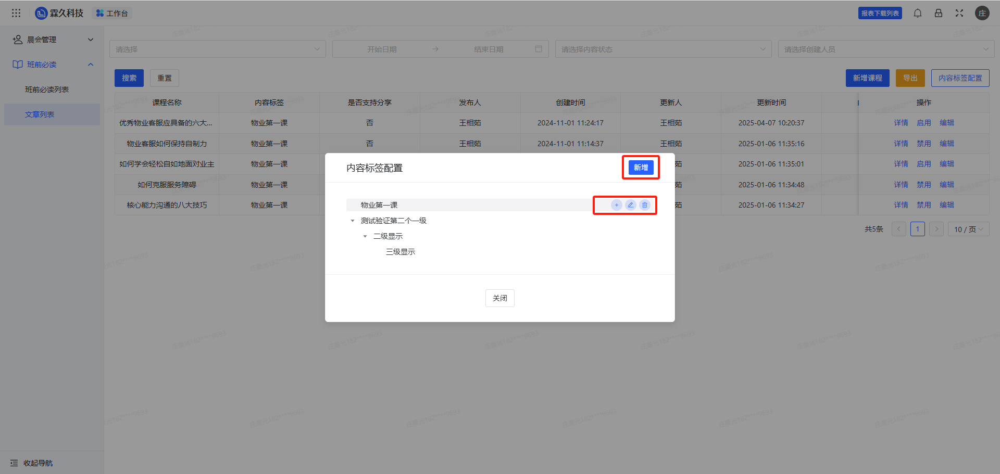 霖久科技 工作台 报表下载列表 庄
晨会管理
班前必读
班前必读列表
文章列表
收起导航
请选择 开始日期 结束日期 请选择内容状态 请选择创建人员
搜索 重置 新增课程 导出 内容标签配置
课程名称 内容标签 是否支持分享 发布人 创建时间 更新人 更新时间 操作
优秀物业客服应具备的六大... 物业第一课 否 王相茹 2024-11-01 11:24:17 王相茹 2025-04-07 10:20:37 详情 启用 编辑
物业客服如何保持自制力 物业第一课 否 王相茹 2024-11-01 11:14:37 王相茹 2025-01-06 11:35:16 详情 禁用 编辑
如何学会轻松自如地面对业主 物业第一课 茹 2025-01-06 11:35:01 详情 启用 编辑
如何克服服务障碍 物业第一课 茹 2025-01-06 11:34:48 详情 禁用 编辑
核心能力沟通的八大技巧 物业第一课 茹 2025-01-06 11:34:27 详情 禁用 编辑
共5条 1 10 / 页
内容标签配置 新增
物业第一课
测试验证第二个一级
二级显示
三级显示
关闭